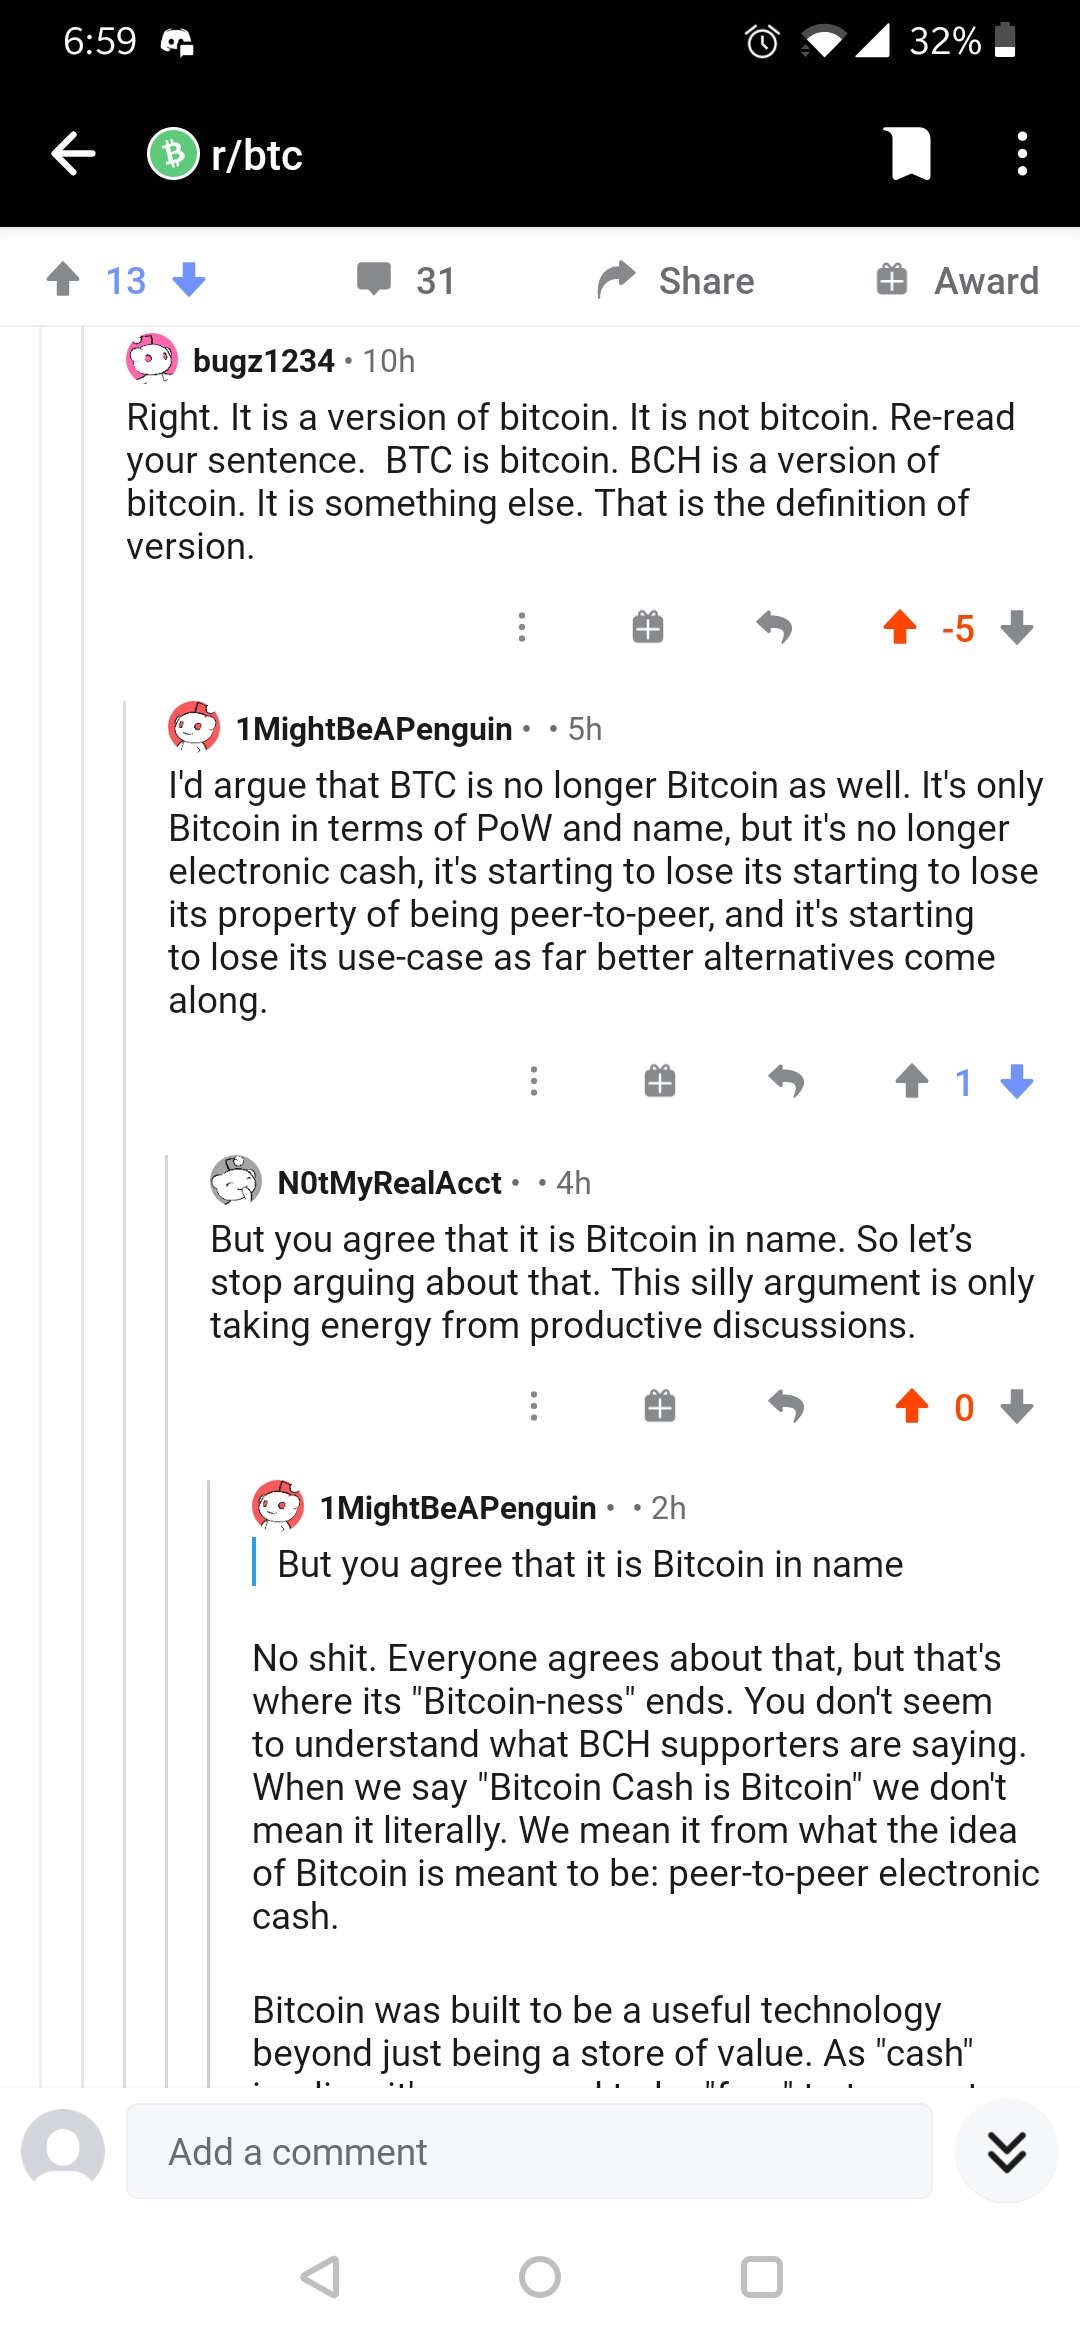 6:59
32%
r/btc
13
31
Share
Award
bugz1234 • 10h
Right. It is a version of bitcoin. It is not bitcoin. Re-read
your sentence.  BTC is bitcoin. BCH is a version of
bitcoin. It is something else. That is the definition of
version.
-5
1MightBeAPenguin • • 5h
I'd argue that BTC is no longer Bitcoin as well. It's only
Bitcoin in terms of PoW and name, but it's no longer
electronic cash, it's starting to lose its starting to lose
its property of being peer-to-peer, and it's starting
to lose its use-case as far better alternatives come
along.
1
N0tMyRealAcct • • 4h
But you agree that it is Bitcoin in name. So let’s
stop arguing about that. This silly argument is only
taking energy from productive discussions.
0
1MightBeAPenguin • • 2h
But you agree that it is Bitcoin in name
No shit. Everyone agrees about that, but that's
where its "Bitcoin-ness" ends. You don't seem
to understand what BCH supporters are saying.
When we say "Bitcoin Cash is Bitcoin" we don't
mean it literally. We mean it from what the idea
of Bitcoin is meant to be: peer-to-peer electronic
cash.
Bitcoin was built to be a useful technology
beyond just being a store of value. As "cash"
Add a comment